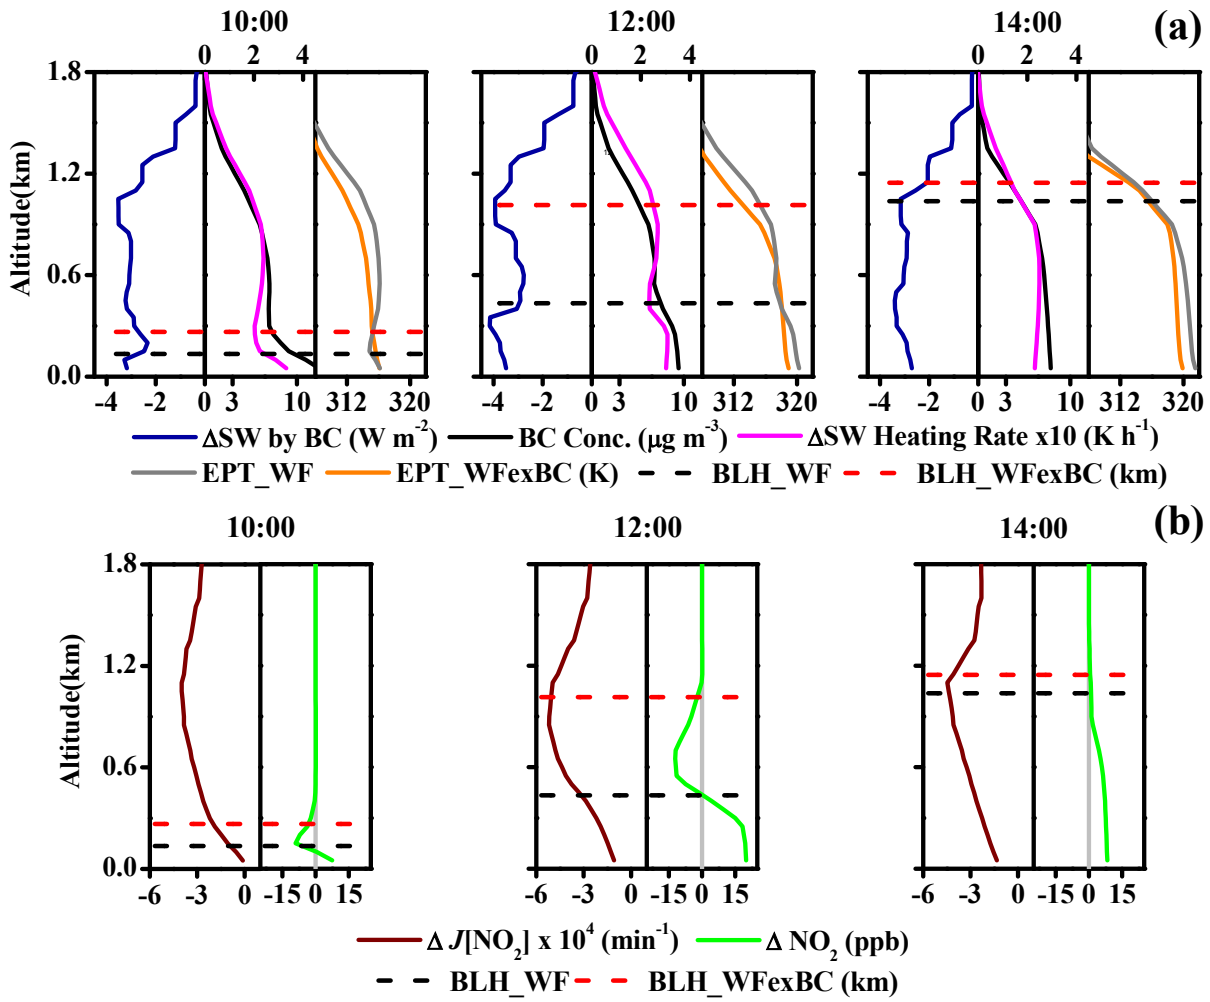 10:00 12:00 14:00 (a)
0 2 4 0 2 4 0 2 4
1.8
1.2
0.6
0.0
Altitude(km)
-4 -2 0 3 10 312 320 -4 -2 0 3 10 312 320 -4 -2 0 3 10 312 320
ΔSW by BC (W m⁻²) BC Conc. (μg m⁻³) ΔSW Heating Rate x10 (K h⁻¹)
EPT_WF EPT_WFexBC (K) BLH_WF BLH_WFexBC (km)
10:00 12:00 14:00 (b)
1.8
1.2
0.6
0.0
Altitude(km)
-6 -3 0 -15 0 15 -6 -3 0 -15 0 15 -6 -3 0 -15 0 15
Δ J[NO₂] x 10⁴ (min⁻¹) Δ NO₂ (ppb)
BLH_WF BLH_WFexBC (km)